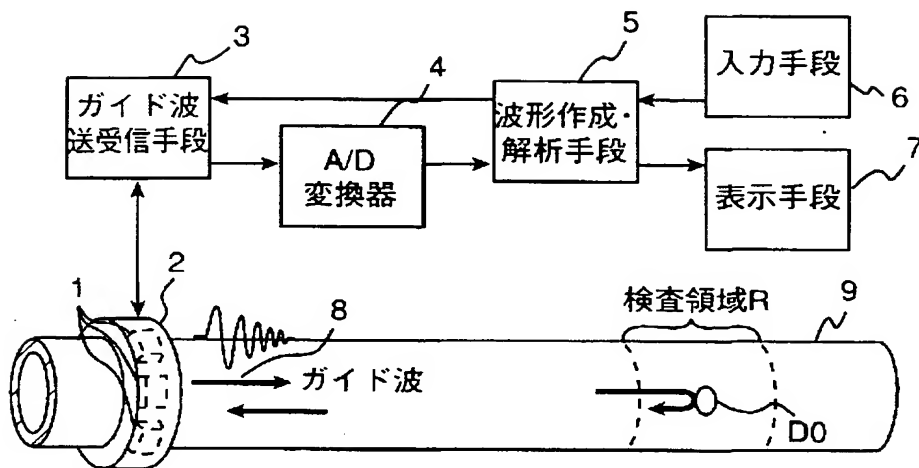 3
ガイド波
送受信手段
4
A/D
変換器
5
波形作成・
解析手段
入力手段
6
表示手段
7
1
2
8
ガイド波
検査領域R
9
D0